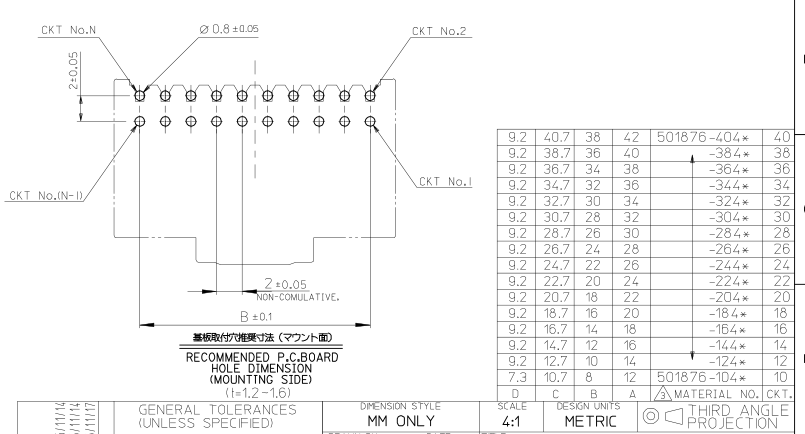 CKT No.N
Ø 0.8 ±0.05
CKT No.2
2±0.05
CKT No.(N-1)
CKT No.1
2 ±0.05
NON-COMULATIVE.
B ±0.1
基板取付穴推奨寸法 (マウント面)
RECOMMENDED P.C.BOARD
HOLE DIMENSION
(MOUNTING SIDE)
(t=1.2-1.6)
9.2 40.7 38 42 501876-404* 40
9.2 38.7 36 40 -384* 38
9.2 36.7 34 38 -364* 36
9.2 34.7 32 36 -344* 34
9.2 32.7 30 34 -324* 32
9.2 30.7 28 32 -304* 30
9.2 28.7 26 30 -284* 28
9.2 26.7 24 28 -264* 26
9.2 24.7 22 26 -244* 24
9.2 22.7 20 24 -224* 22
9.2 20.7 18 22 -204* 20
9.2 18.7 16 20 -184* 18
9.2 16.7 14 18 -164* 16
9.2 14.7 12 16 -144* 14
9.2 12.7 10 14 -124* 12
7.3 10.7 8 12 501876-104* 10
D C B A 3 MATERIAL NO. CKT.
GENERAL TOLERANCES
(UNLESS SPECIFIED)
DIMENSION STYLE
MM ONLY
SCALE
4:1
DESIGN UNITS
METRIC
THIRD ANGLE
PROJECTION